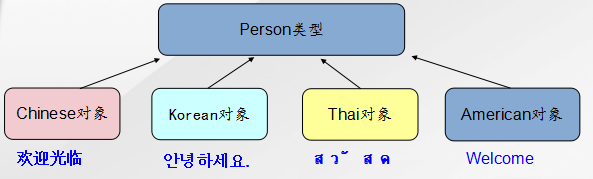 Person类型
Chinese对象
Korean对象
Thai对象
American对象
欢迎光临
안녕하세요.
ส ว ั ส ด
Welcome